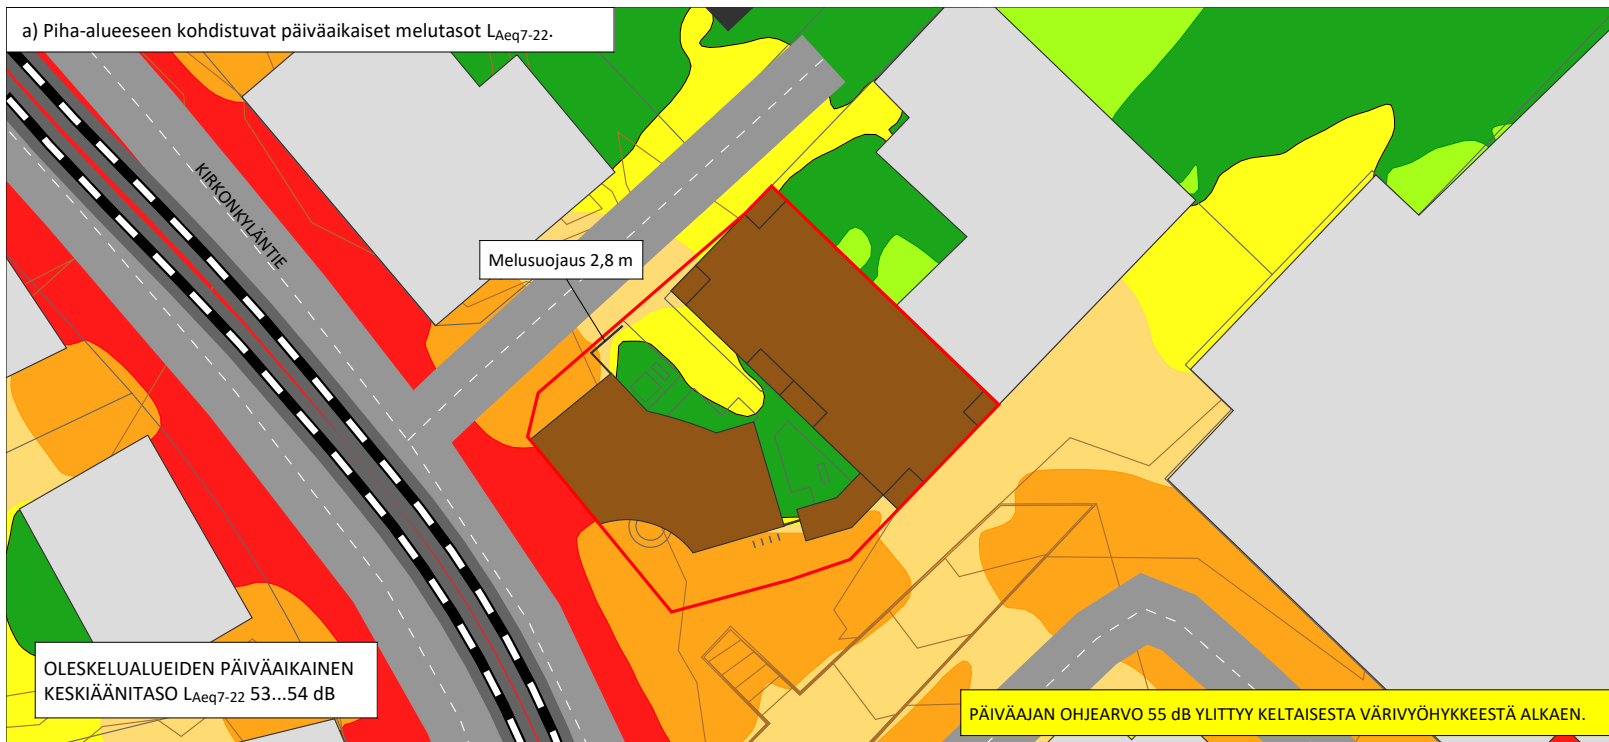 a) Piha-alueeseen kohdistuvat päiväaikaiset melutasot LAeq7-22.
KIRKONKYLÄNTIE
Melusuojaus 2,8 m
OLESKELUALUEIDEN PÄIVÄAIKAINEN
KESKIÄÄNITASO LAeq7-22 53...54 dB
PÄIVÄAJAN OHJEARVO 55 dB YLITTYY KELTAISESTA VÄRIVYÖHYKKEESTÄ ALKAEN.